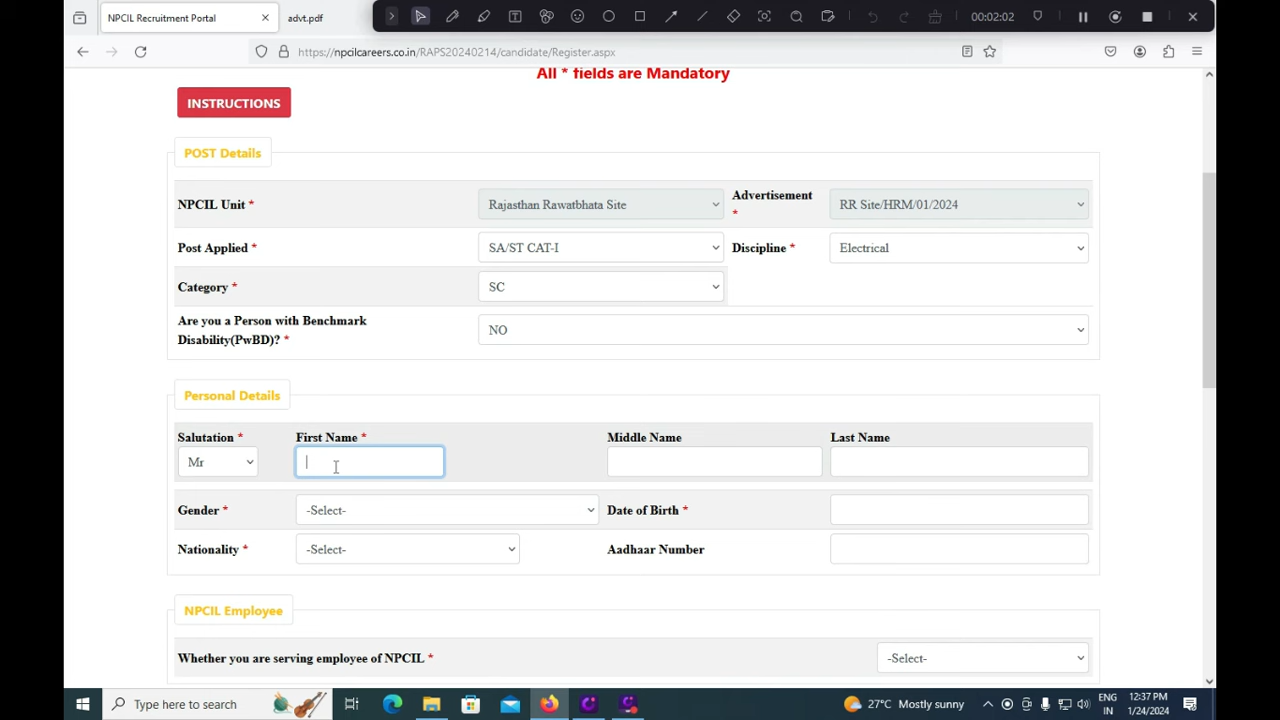 NPCIL Recruitment Portal
advt.pdf
00:02:02
https://npcilcareers.co.in/RAPS20240214/candidate/Register.aspx
All * fields are Mandatory
INSTRUCTIONS
POST Details
NPCIL Unit *
Rajasthan Rawatbhata Site
Advertisement *
RR Site/HRM/01/2024
Post Applied *
SA/ST CAT-I
Discipline *
Electrical
Category *
SC
Are you a Person with Benchmark
Disability(PwBD)? *
NO
Personal Details
Salutation *
First Name *
Middle Name
Last Name
Mr
Gender *
-Select-
Date of Birth *
Nationality *
-Select-
Aadhaar Number
NPCIL Employee
Whether you are serving employee of NPCIL *
-Select-
Type here to search
27°C Mostly sunny
ENG
IN
12:37 PM
1/24/2024